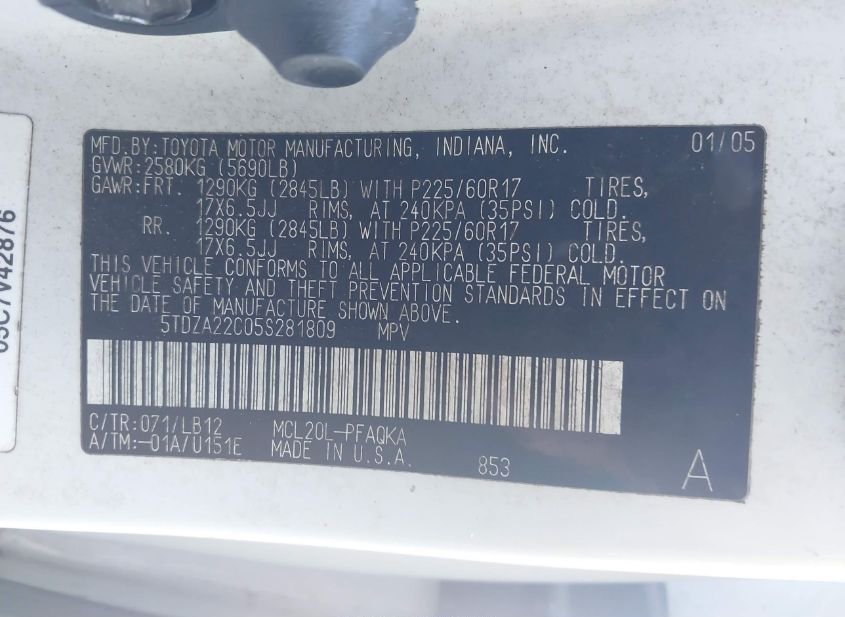 MFD.BY:TOYOTA MOTOR MANUFACTURING, INDIANA, INC. 01/05
GVWR:2580KG (5690LB)
GAWR:FRT. 1290KG (2845LB) WITH P225/60R17 TIRES,
17X6.5JJ RIMS, AT 240KPA (35PSI) COLD.
RR. 1290KG (2845LB) WITH P225/60R17 TIRES,
17X6.5JJ RIMS, AT 240KPA (35PSI) COLD.
THIS VEHICLE CONFORMS TO ALL APPLICABLE FEDERAL MOTOR
VEHICLE SAFETY AND THEFT PREVENTION STANDARDS IN EFFECT ON
THE DATE OF MANUFACTURE SHOWN ABOVE.
5TDZA22C05S281809 MPV
C/TR:071/LB12 MCL20L-PFAQKA
A/TM:-01A/U151E MADE IN U.S.A. 853 A